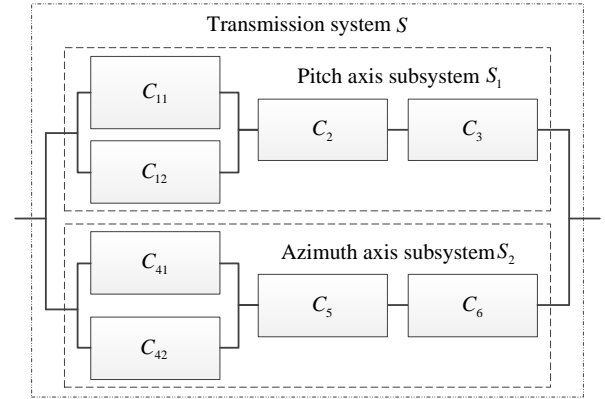 Transmission system S
Pitch axis subsystem S₁
C₁₁
C₁₂
C₂
C₃
Azimuth axis subsystem S₂
C₄₁
C₄₂
C₅
C₆